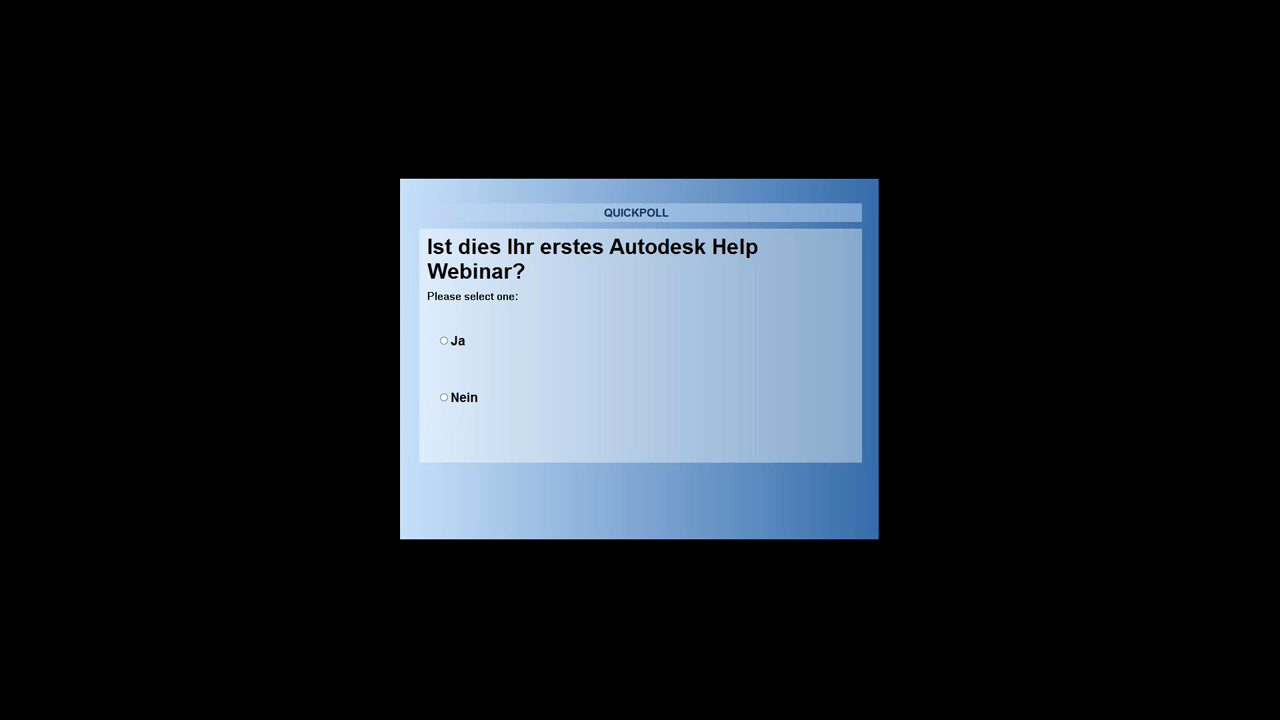 QUICKPOLL
Ist dies Ihr erstes Autodesk Help
Webinar?
Please select one:
Ja
Nein